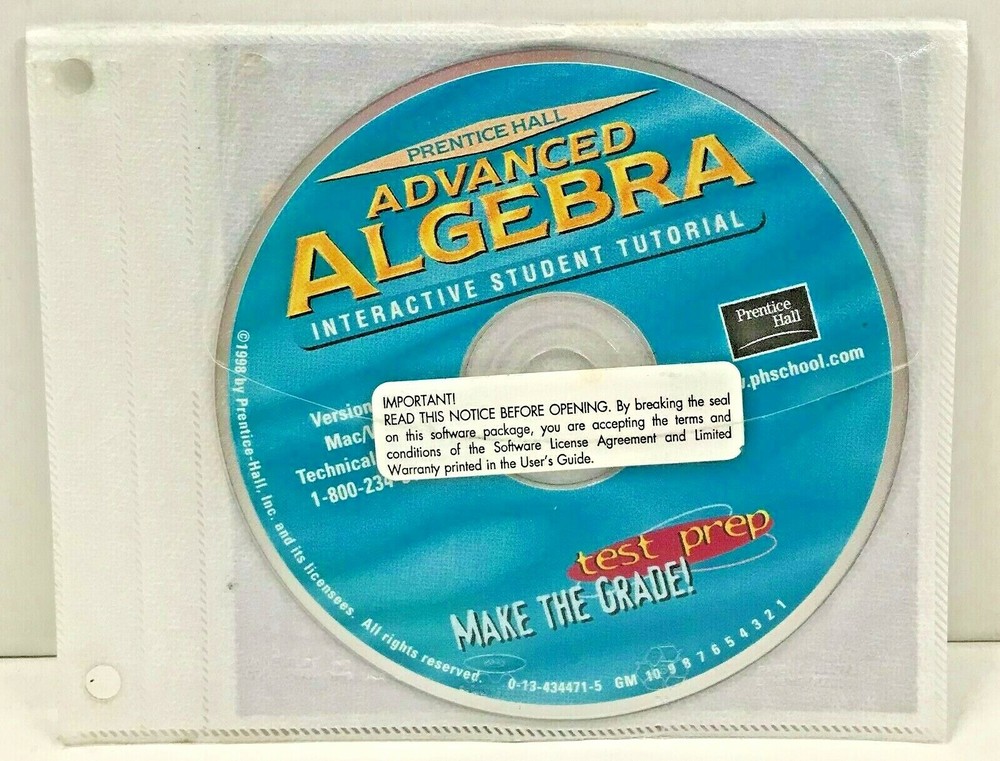 PRENTICE HALL
ADVANCED
ALGEBRA
INTERACTIVE STUDENT TUTORIAL
Prentice
Hall
.phschool.com
©1998 by Prentice-Hall, Inc. and its licensees. All rights reserved.
Version
Mac/
Technical
1-800-234
IMPORTANT!
READ THIS NOTICE BEFORE OPENING. By breaking the seal
on this software package, you are accepting the terms and
conditions of the Software License Agreement and Limited
Warranty printed in the User's Guide.
test prep
MAKE THE GRADE!
0-13-434471-5 GM 10 9 8 7 6 5 4 3 2 1